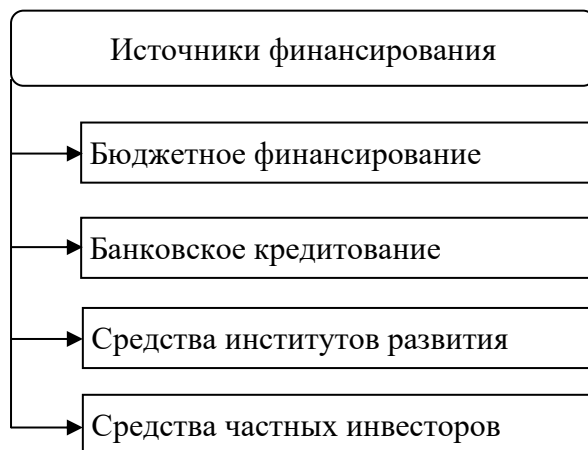 Источники финансирования
Бюджетное финансирование
Банковское кредитование
Средства институтов развития
Средства частных инвесторов